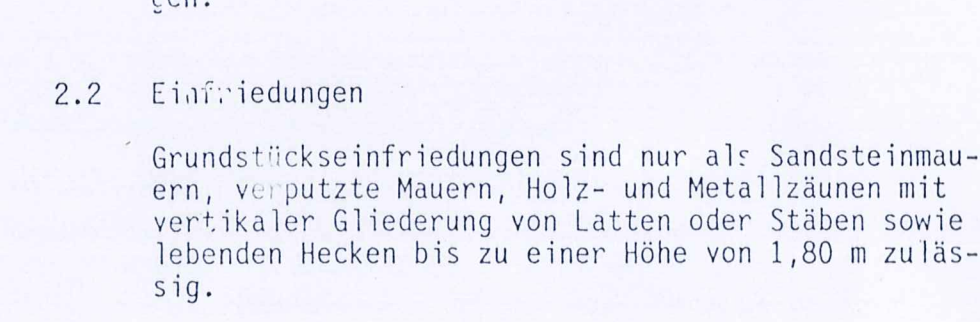 2.2 Einfriedungen
Grundstückseinfriedungen sind nur als Sandsteinmau-
ern, verputzte Mauern, Holz- und Metallzäunen mit
vertikaler Gliederung von Latten oder Stäben sowie
lebenden Hecken bis zu einer Höhe von 1,80 m zuläs-
sig.